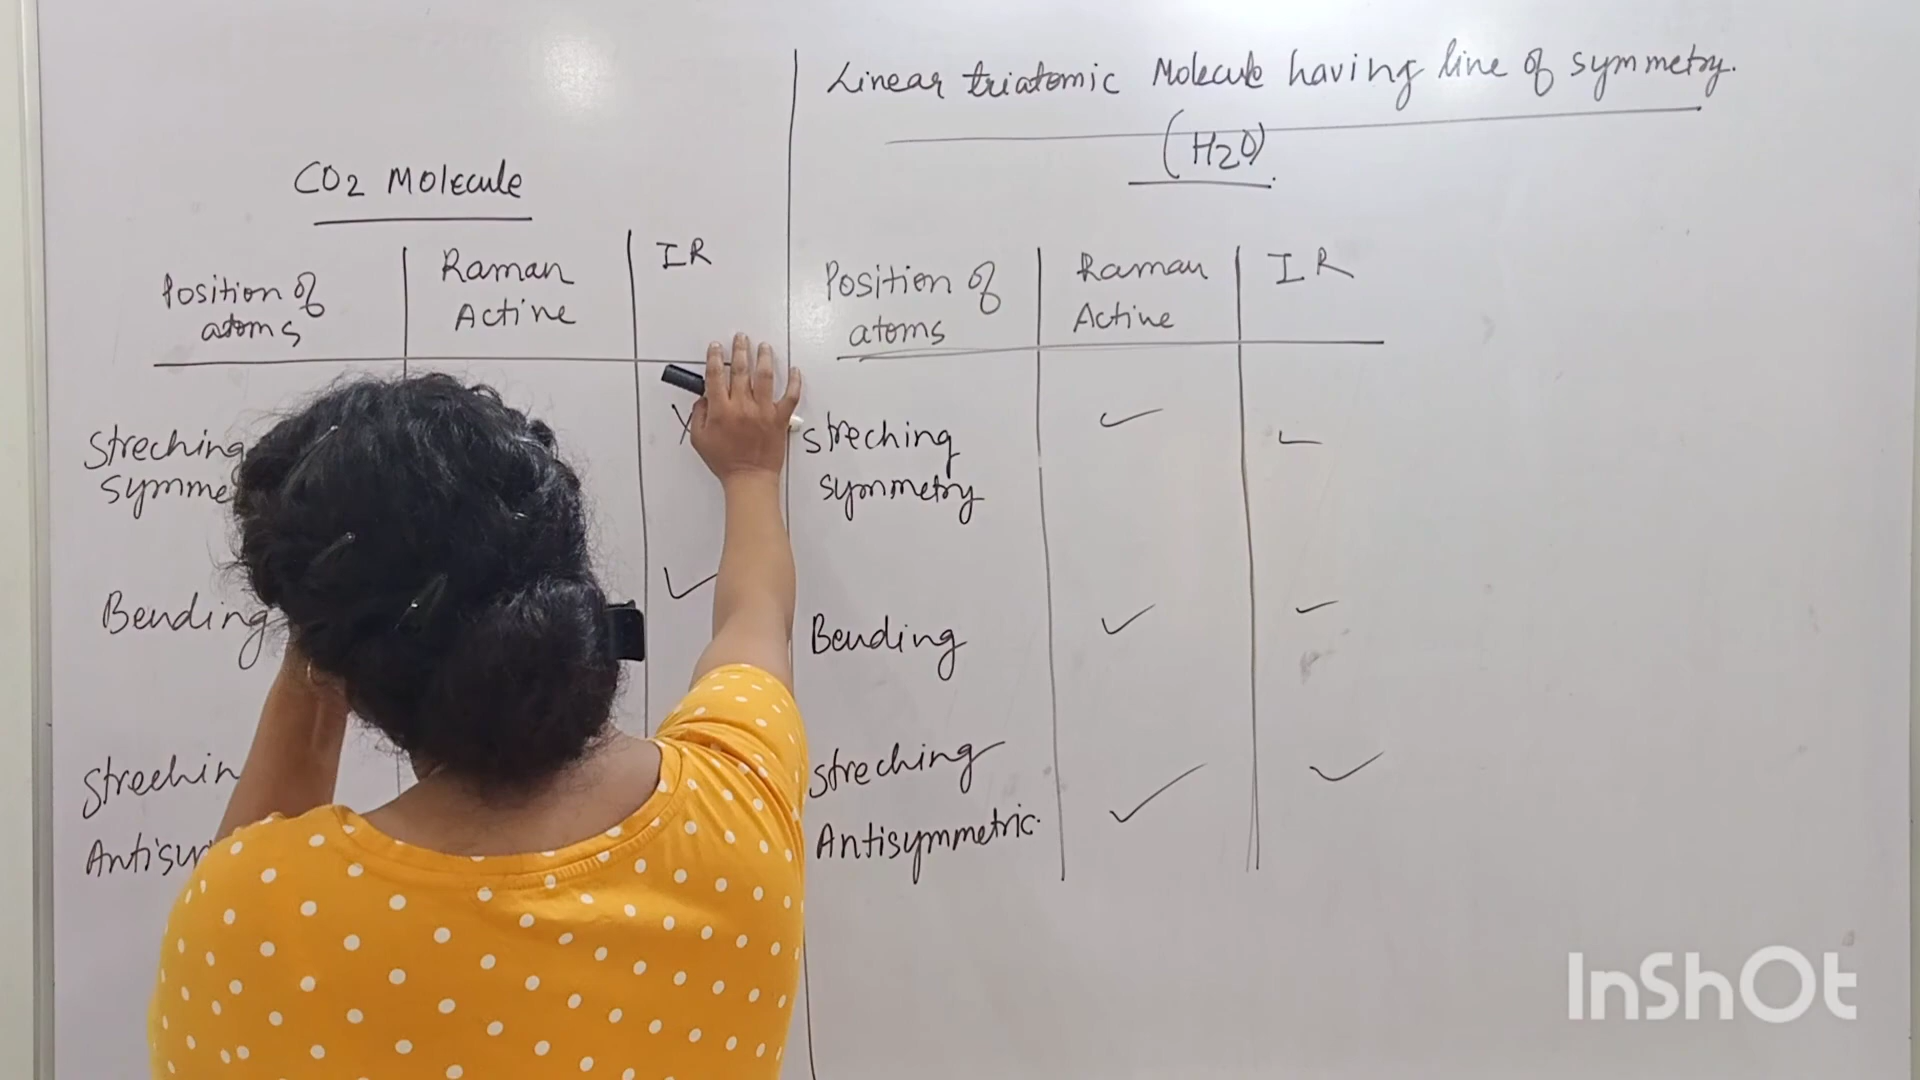 Linear triatomic Molecule having line of symmetry.
(H2O).
CO2 Molecule
Position of
atoms
Raman
Active
IR
Streching
Bending
Position of
atoms
Raman
Active
IR
Streching
symmetry
Bending
Streching
Antisymmetric.
InShOt